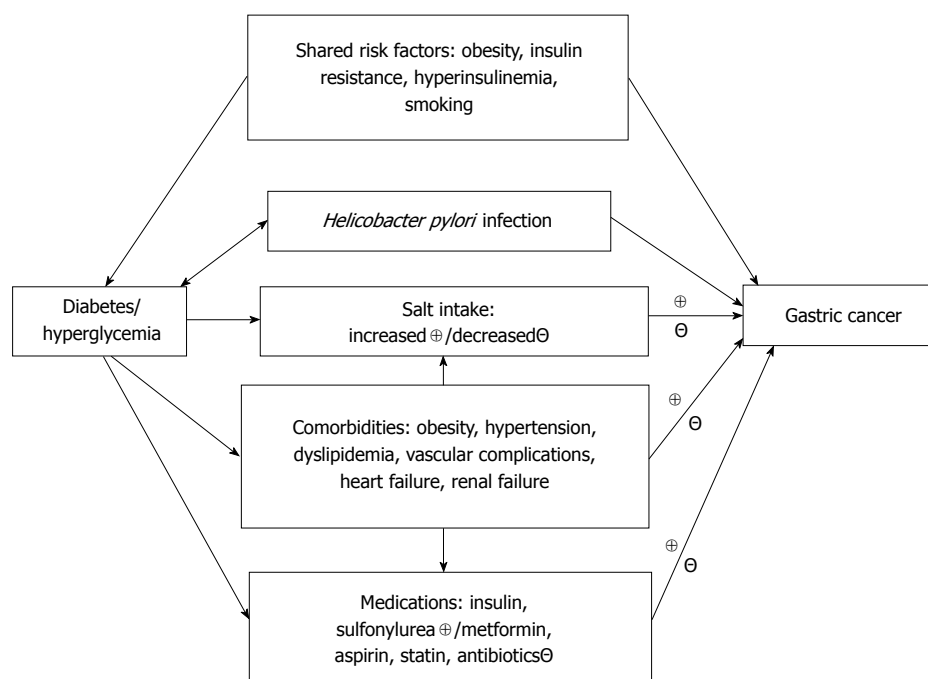 Shared risk factors: obesity, insulin
resistance, hyperinsulinemia,
smoking
Helicobacter pylori infection
Diabetes/
hyperglycemia
Salt intake:
increased ⊕/decreasedΘ
⊕
Θ
Gastric cancer
Comorbidities: obesity, hypertension,
dyslipidemia, vascular complications,
heart failure, renal failure
⊕
Θ
Medications: insulin,
sulfonylurea ⊕/metformin,
aspirin, statin, antibioticsΘ
⊕
Θ